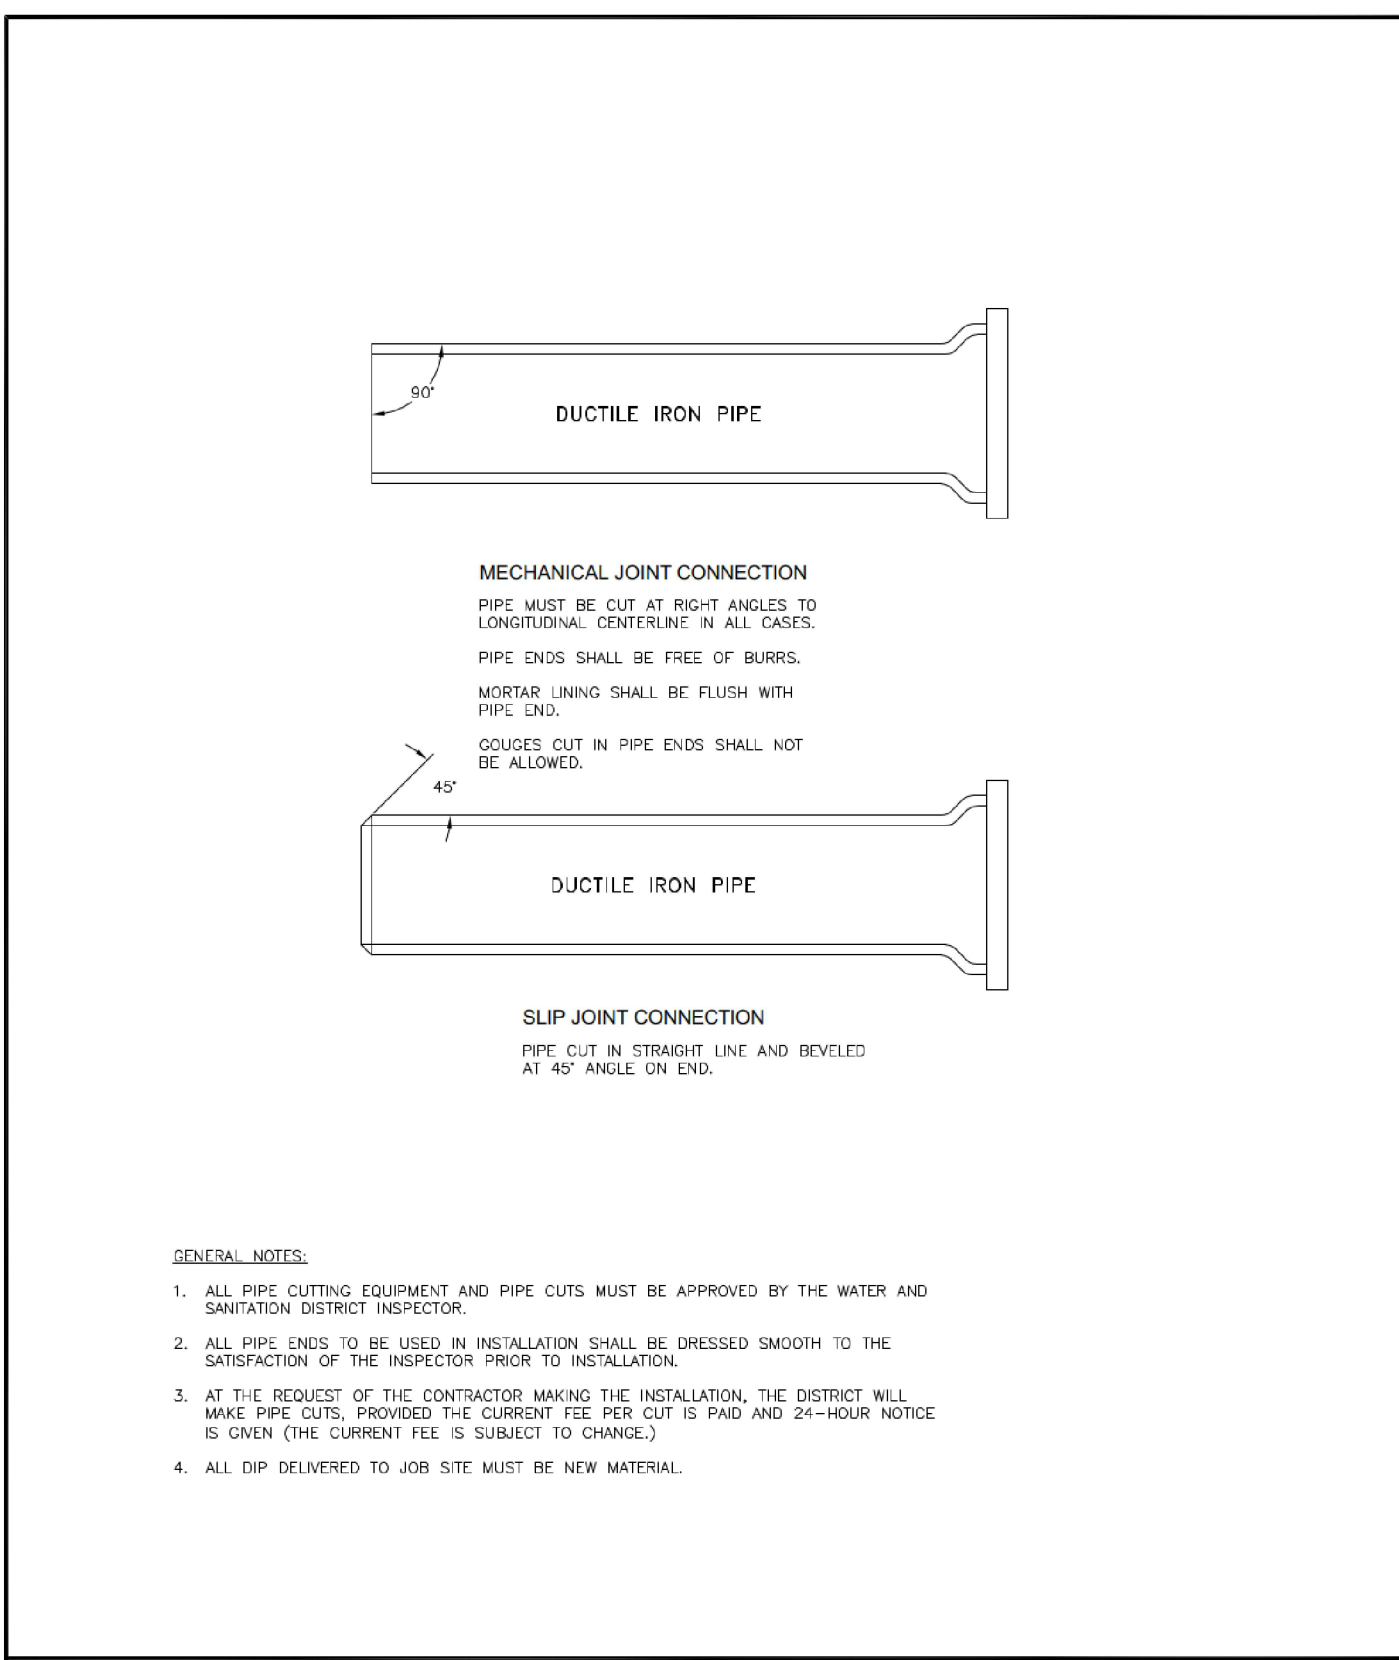 90°
DUCTILE IRON PIPE
MECHANICAL JOINT CONNECTION
PIPE MUST BE CUT AT RIGHT ANGLES TO
LONGITUDINAL CENTERLINE IN ALL CASES.
PIPE ENDS SHALL BE FREE OF BURRS.
MORTAR LINING SHALL BE FLUSH WITH
PIPE END.
GOUGES CUT IN PIPE ENDS SHALL NOT
BE ALLOWED.
45°
DUCTILE IRON PIPE
SLIP JOINT CONNECTION
PIPE CUT IN STRAIGHT LINE AND BEVELED
AT 45° ANGLE ON END.
GENERAL NOTES:
1. ALL PIPE CUTTING EQUIPMENT AND PIPE CUTS MUST BE APPROVED BY THE WATER AND
SANITATION DISTRICT INSPECTOR.
2. ALL PIPE ENDS TO BE USED IN INSTALLATION SHALL BE DRESSED SMOOTH TO THE
SATISFACTION OF THE INSPECTOR PRIOR TO INSTALLATION.
3. AT THE REQUEST OF THE CONTRACTOR MAKING THE INSTALLATION, THE DISTRICT WILL
MAKE PIPE CUTS, PROVIDED THE CURRENT FEE PER CUT IS PAID AND 24-HOUR NOTICE
IS GIVEN (THE CURRENT FEE IS SUBJECT TO CHANGE.)
4. ALL DIP DELIVERED TO JOB SITE MUST BE NEW MATERIAL.